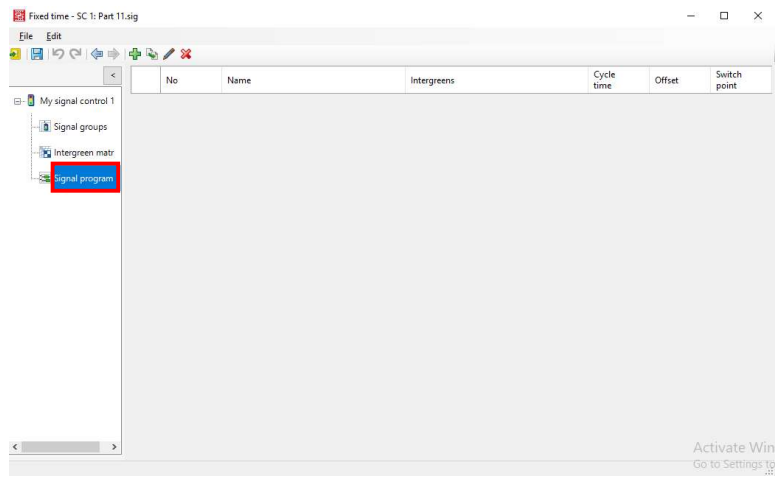 Fixed time - SC 1: Part 11.sig
File Edit
<
No Name Intergreens Cycle time Offset Switch point
My signal control 1
Signal groups
Intergreen matr
Signal program
< >
Activate Win
Go to Settings to